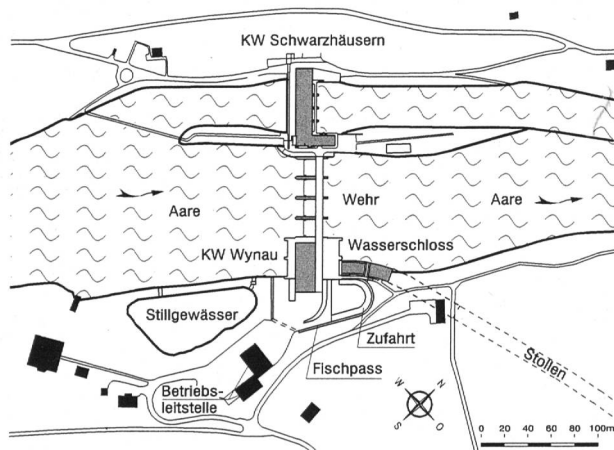 KW Schwarzhäusern
Aare
Wehr
Aare
KW Wynau
Wasserschloss
Stillgewässer
Zufahrt
Stollen
Fischpass
Betriebs-
leitstelle
N
W
S
O
0 20 40 60 80 100m